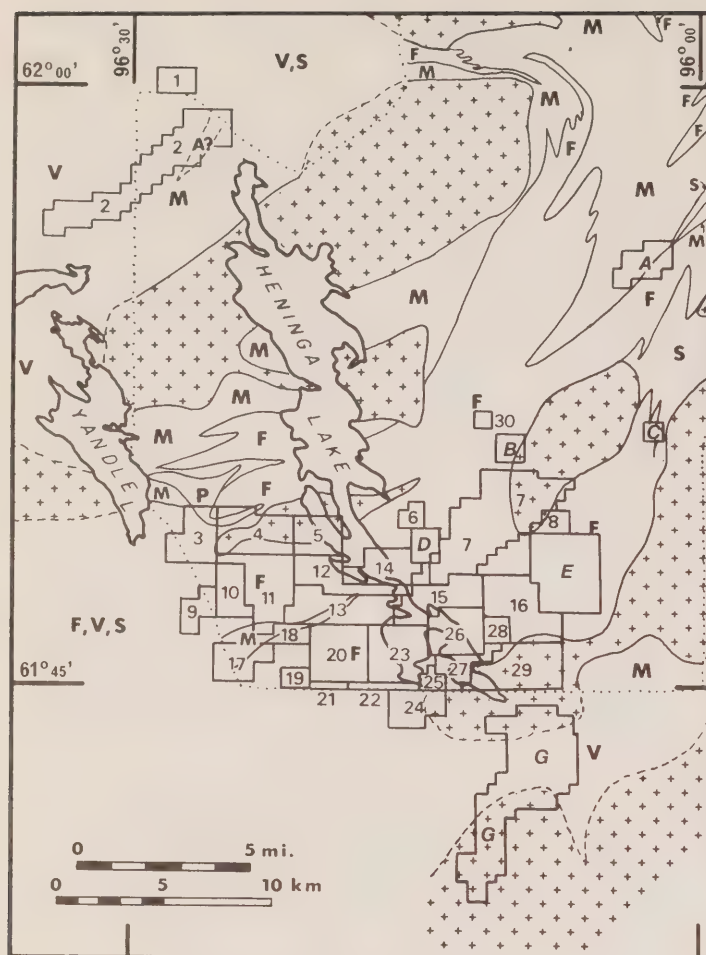 96° 30'
96° 00'
V, S
M
F
F
M
62° 00'
1
M
F
2
A?
F
F
V
M
M
S
2
M
A
HENINGA
F
M
S
V
M
YANDLE L
M
M
F
30
LAKE
F
B
C
M
P
F
7
3
4
5
6
8
F
D
7
E
12
14
10
F
11
9
13
15
16
F, V, S
M
18
26
28
17
20
F
23
27
29
M
61° 45'
19
25
21
22
24
G
V
G
0
5 mi.
0
5
10 km